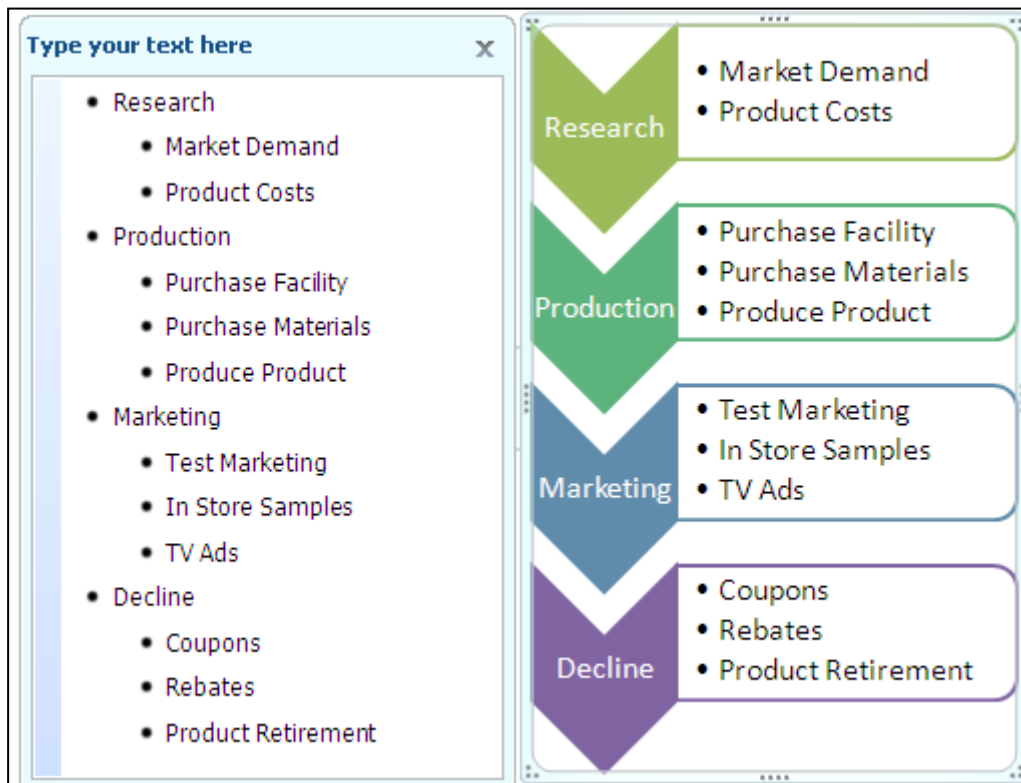 Type your text here
• Research
• Market Demand
• Product Costs
• Production
• Purchase Facility
• Purchase Materials
• Produce Product
• Marketing
• Test Marketing
• In Store Samples
• TV Ads
• Decline
• Coupons
• Rebates
• Product Retirement
Research
• Market Demand
• Product Costs
Production
• Purchase Facility
• Purchase Materials
• Produce Product
Marketing
• Test Marketing
• In Store Samples
• TV Ads
Decline
• Coupons
• Rebates
• Product Retirement